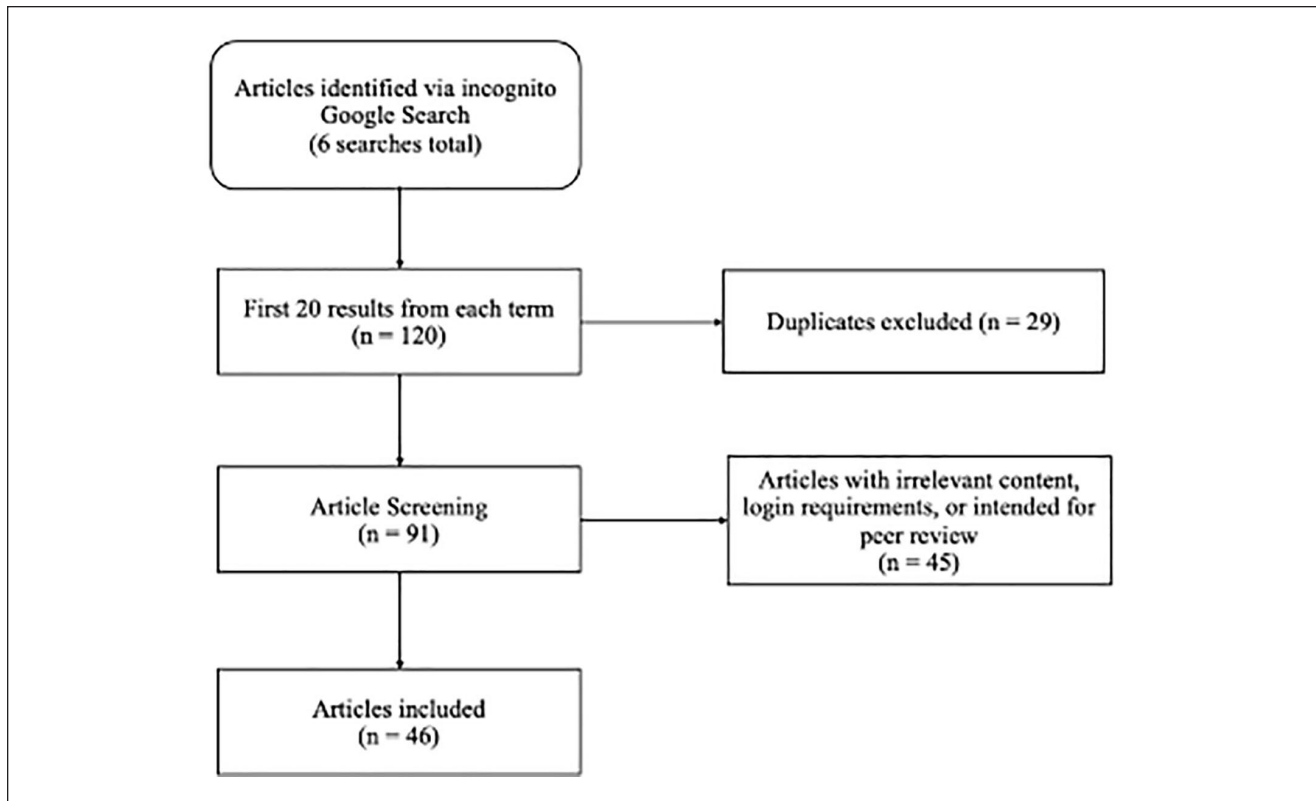 Articles identified via incognito
Google Search
(6 searches total)
First 20 results from each term
(n = 120)
Duplicates excluded (n = 29)
Article Screening
(n = 91)
Articles with irrelevant content,
login requirements, or intended for
peer review
(n = 45)
Articles included
(n = 46)